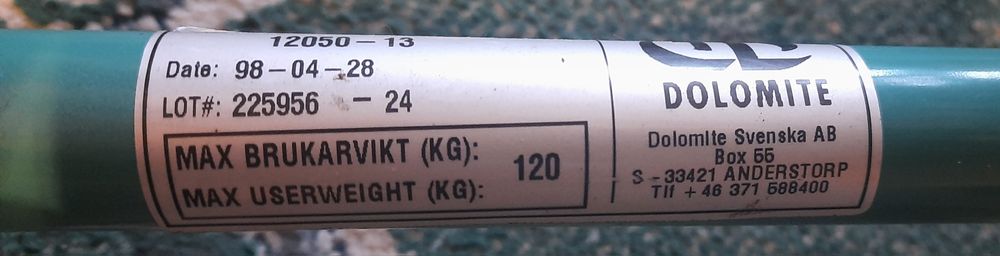 12050-13
Date: 98-04-28
LOT#: 225956 - 24
MAX BRUKARVIKT (KG):
MAX USERWEIGHT (KG):
120
DOLOMITE
Dolomite Svenska AB
Box 55
S - 33421 ANDERSTORP
Tlf + 46 371 588400